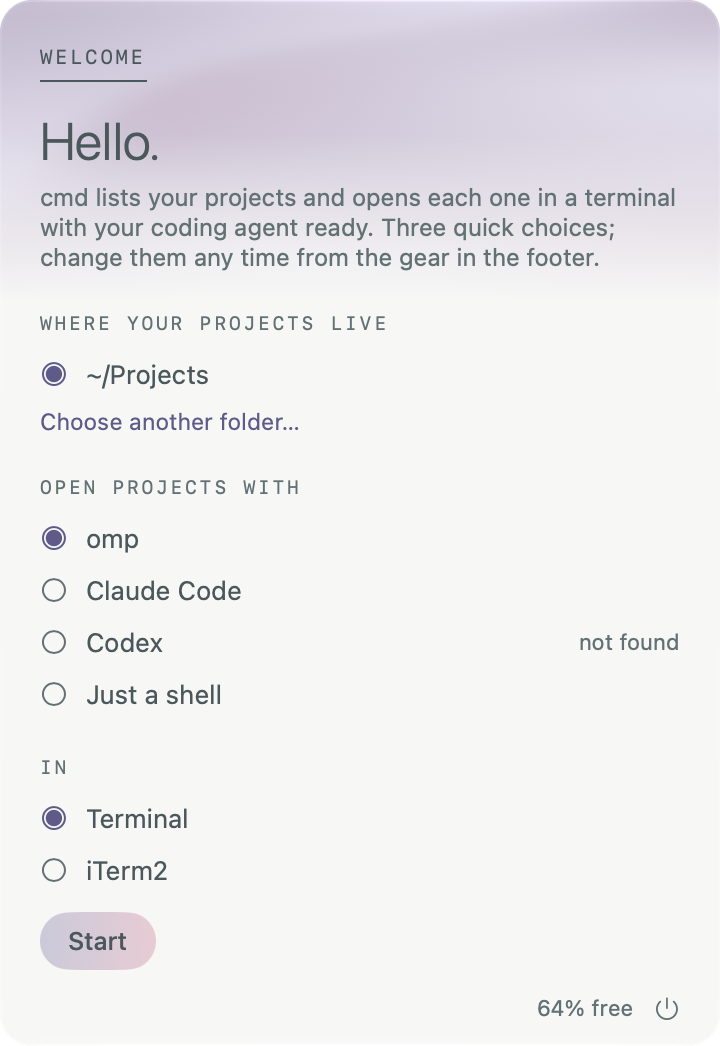 WELCOME
Hello.
cmd lists your projects and opens each one in a terminal
with your coding agent ready. Three quick choices;
change them any time from the gear in the footer.
WHERE YOUR PROJECTS LIVE
~/Projects
Choose another folder…
OPEN PROJECTS WITH
omp
Claude Code
Codex not found
Just a shell
IN
Terminal
iTerm2
Start
64% free